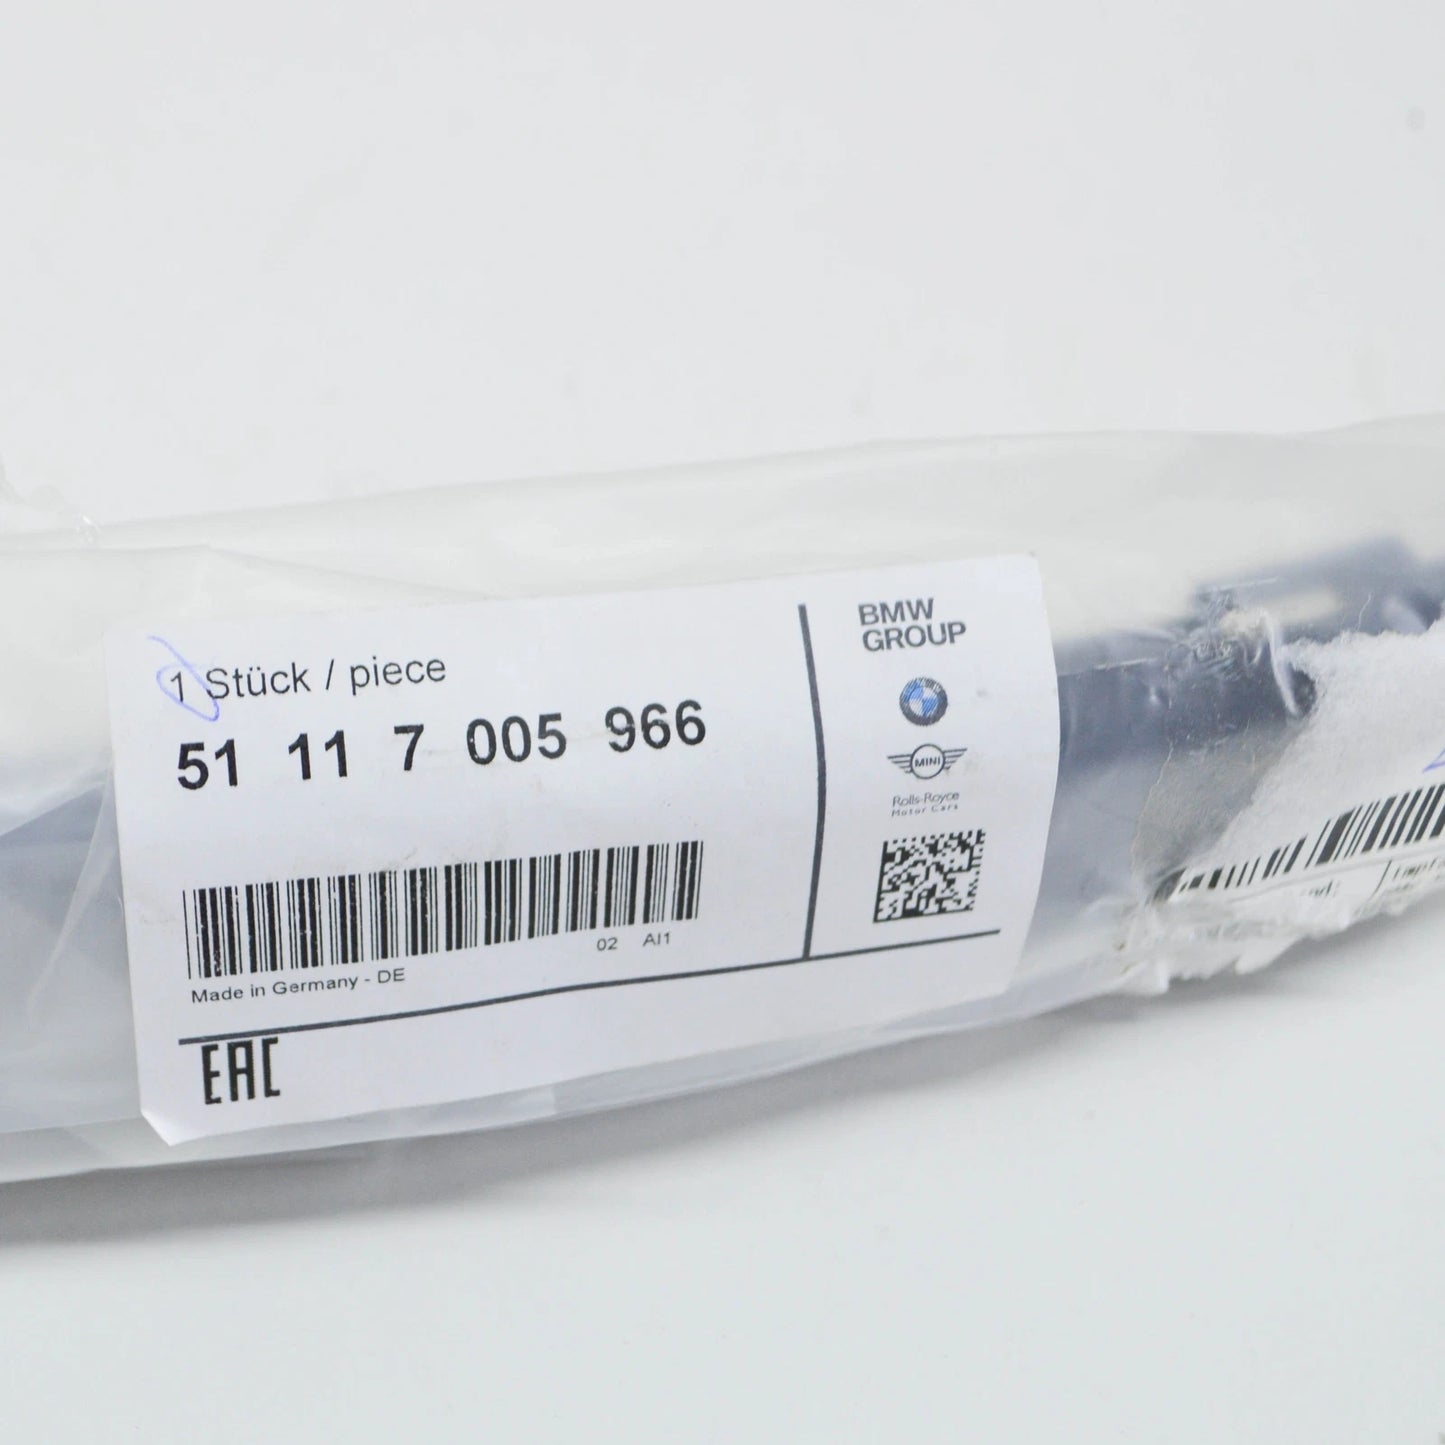 1 Stück / piece
51 11 7 005 966
02 AI1
Made in Germany - DE
EAC
BMW
GROUP
MINI
Rolls-Royce
Motor Cars